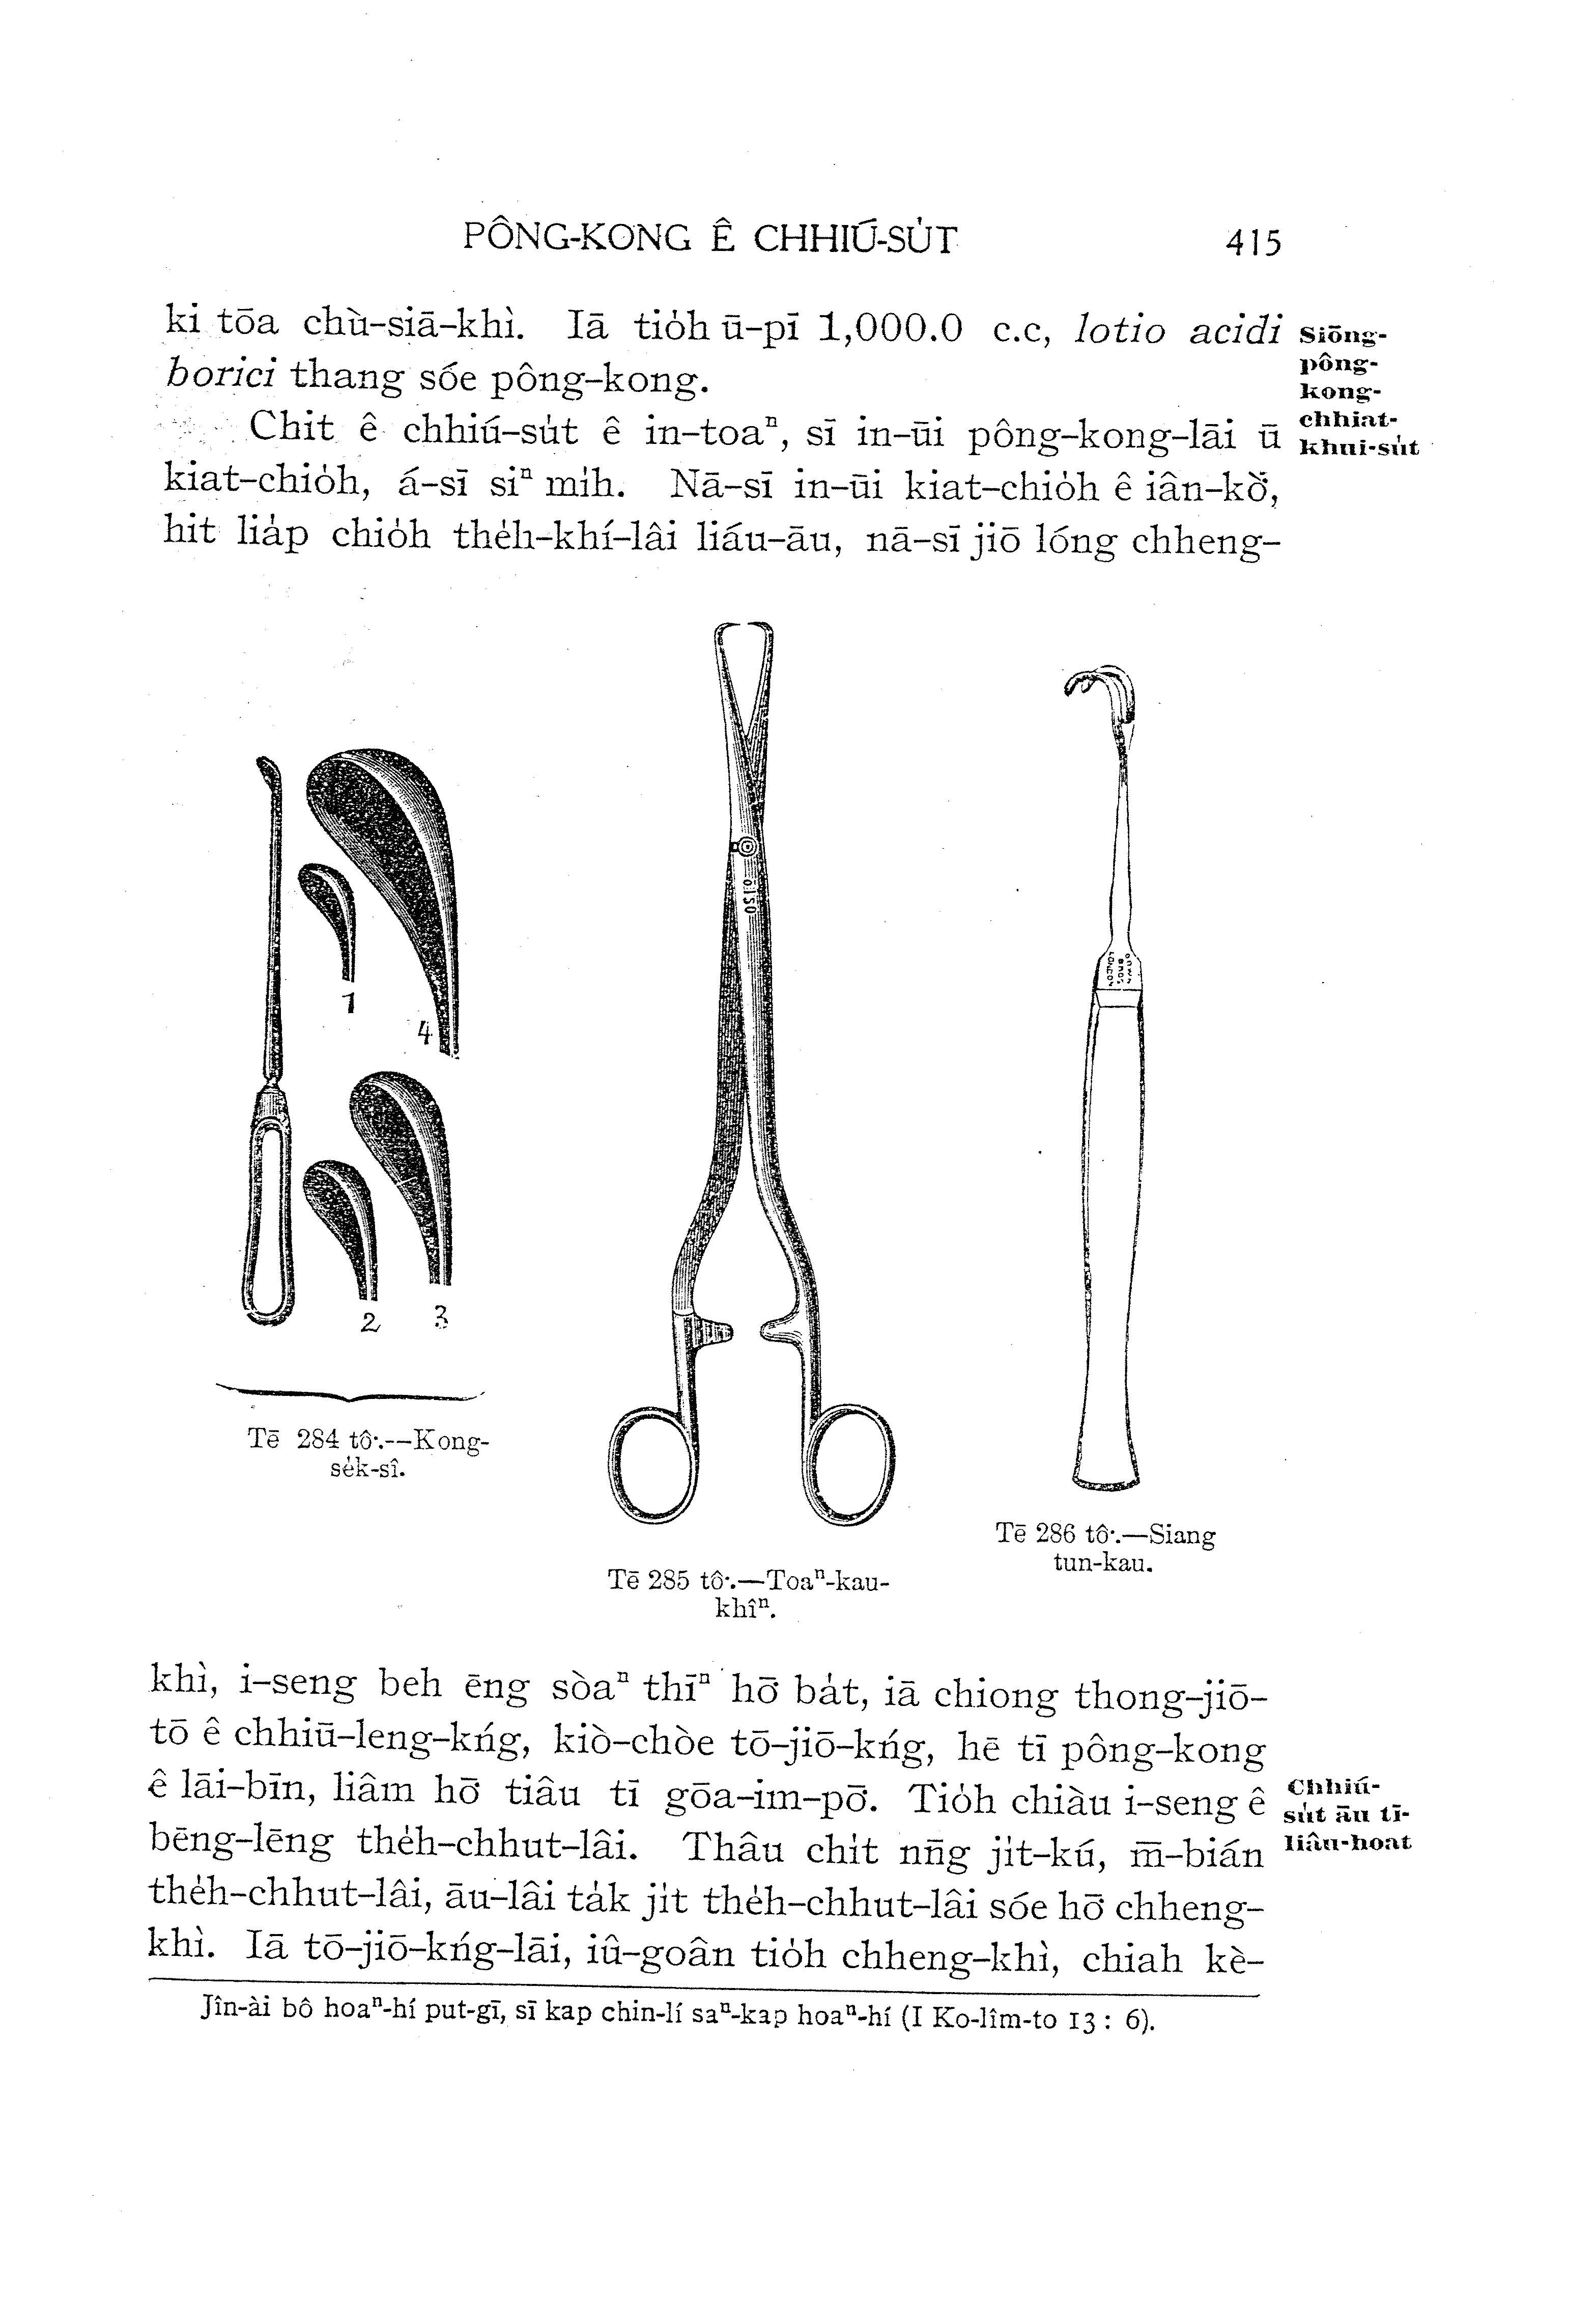 PÔNG-KONG Ê CHHIÚ-SU̍T 415
ki tōa chù-siā-khì. Iā tio̍h ū-pī 1,000.0 c.c, lotio acidi
borici thang sóe pông-kong.
Siōng-
pông-
kong-
chhiat-
khui-su̍t
Chit ê chhiú-su̍t ê in-toaⁿ, sī in-ūi pông-kong-lāi ū
kiat-chio̍h, á-sī siⁿ mi̍h. Nā-sī in-ūi kiat-chio̍h ê iân-kò͘,
hit lia̍p chio̍h the̍h-khí-lâi liáu-āu, nā-sī jiō lóng chheng-
0.150
1
4
2
3
Tē 284 tô͘.--Kong-
se̍k-sî.
Tē 285 tô͘.—Toaⁿ-kau-
khîⁿ.
Tē 286 tô͘.—Siang
tun-kau.
khì, i-seng beh ēng sòaⁿ thīⁿ hō͘ ba̍t, iā chiong thong-jiō-
tō ê chhiū-leng-kńg, kiò-chòe tō-jiō-kńg, hē tī pông-kong
ê lāi-bīn, liâm hō͘ tiâu tī gōa-im-pō͘. Tio̍h chiàu i-seng ê
bēng-lēng the̍h-chhut-lâi. Thâu chi̍t nn̄g ji̍t-kú, m̄-bián
the̍h-chhut-lâi, āu-lâi ta̍k ji̍t the̍h-chhut-lâi sóe hō͘ chheng-
khì. Iā tō-jiō-kńg-lāi, iû-goân tio̍h chheng-khì, chiah kè-
Chhiú-
su̍t āu tī-
liâu-hoat
Jîn-ài bô hoaⁿ-hí put-gī, sī kap chin-lí saⁿ-kap hoaⁿ-hí (I Ko-lîm-to 13 : 6).